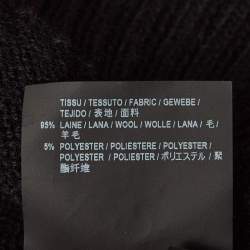 TISSU / TESSUTO / FABRIC / GEWEBE /
TEJIDO / 表地 / 面料
95% LAINE / LANA / WOOL / WOLLE / LANA / 毛 /
羊毛
5% POLYESTER / POLIESTERE / POLYESTER /
POLYESTER / POLYESTER / ポリエステル / 聚
酯纤维